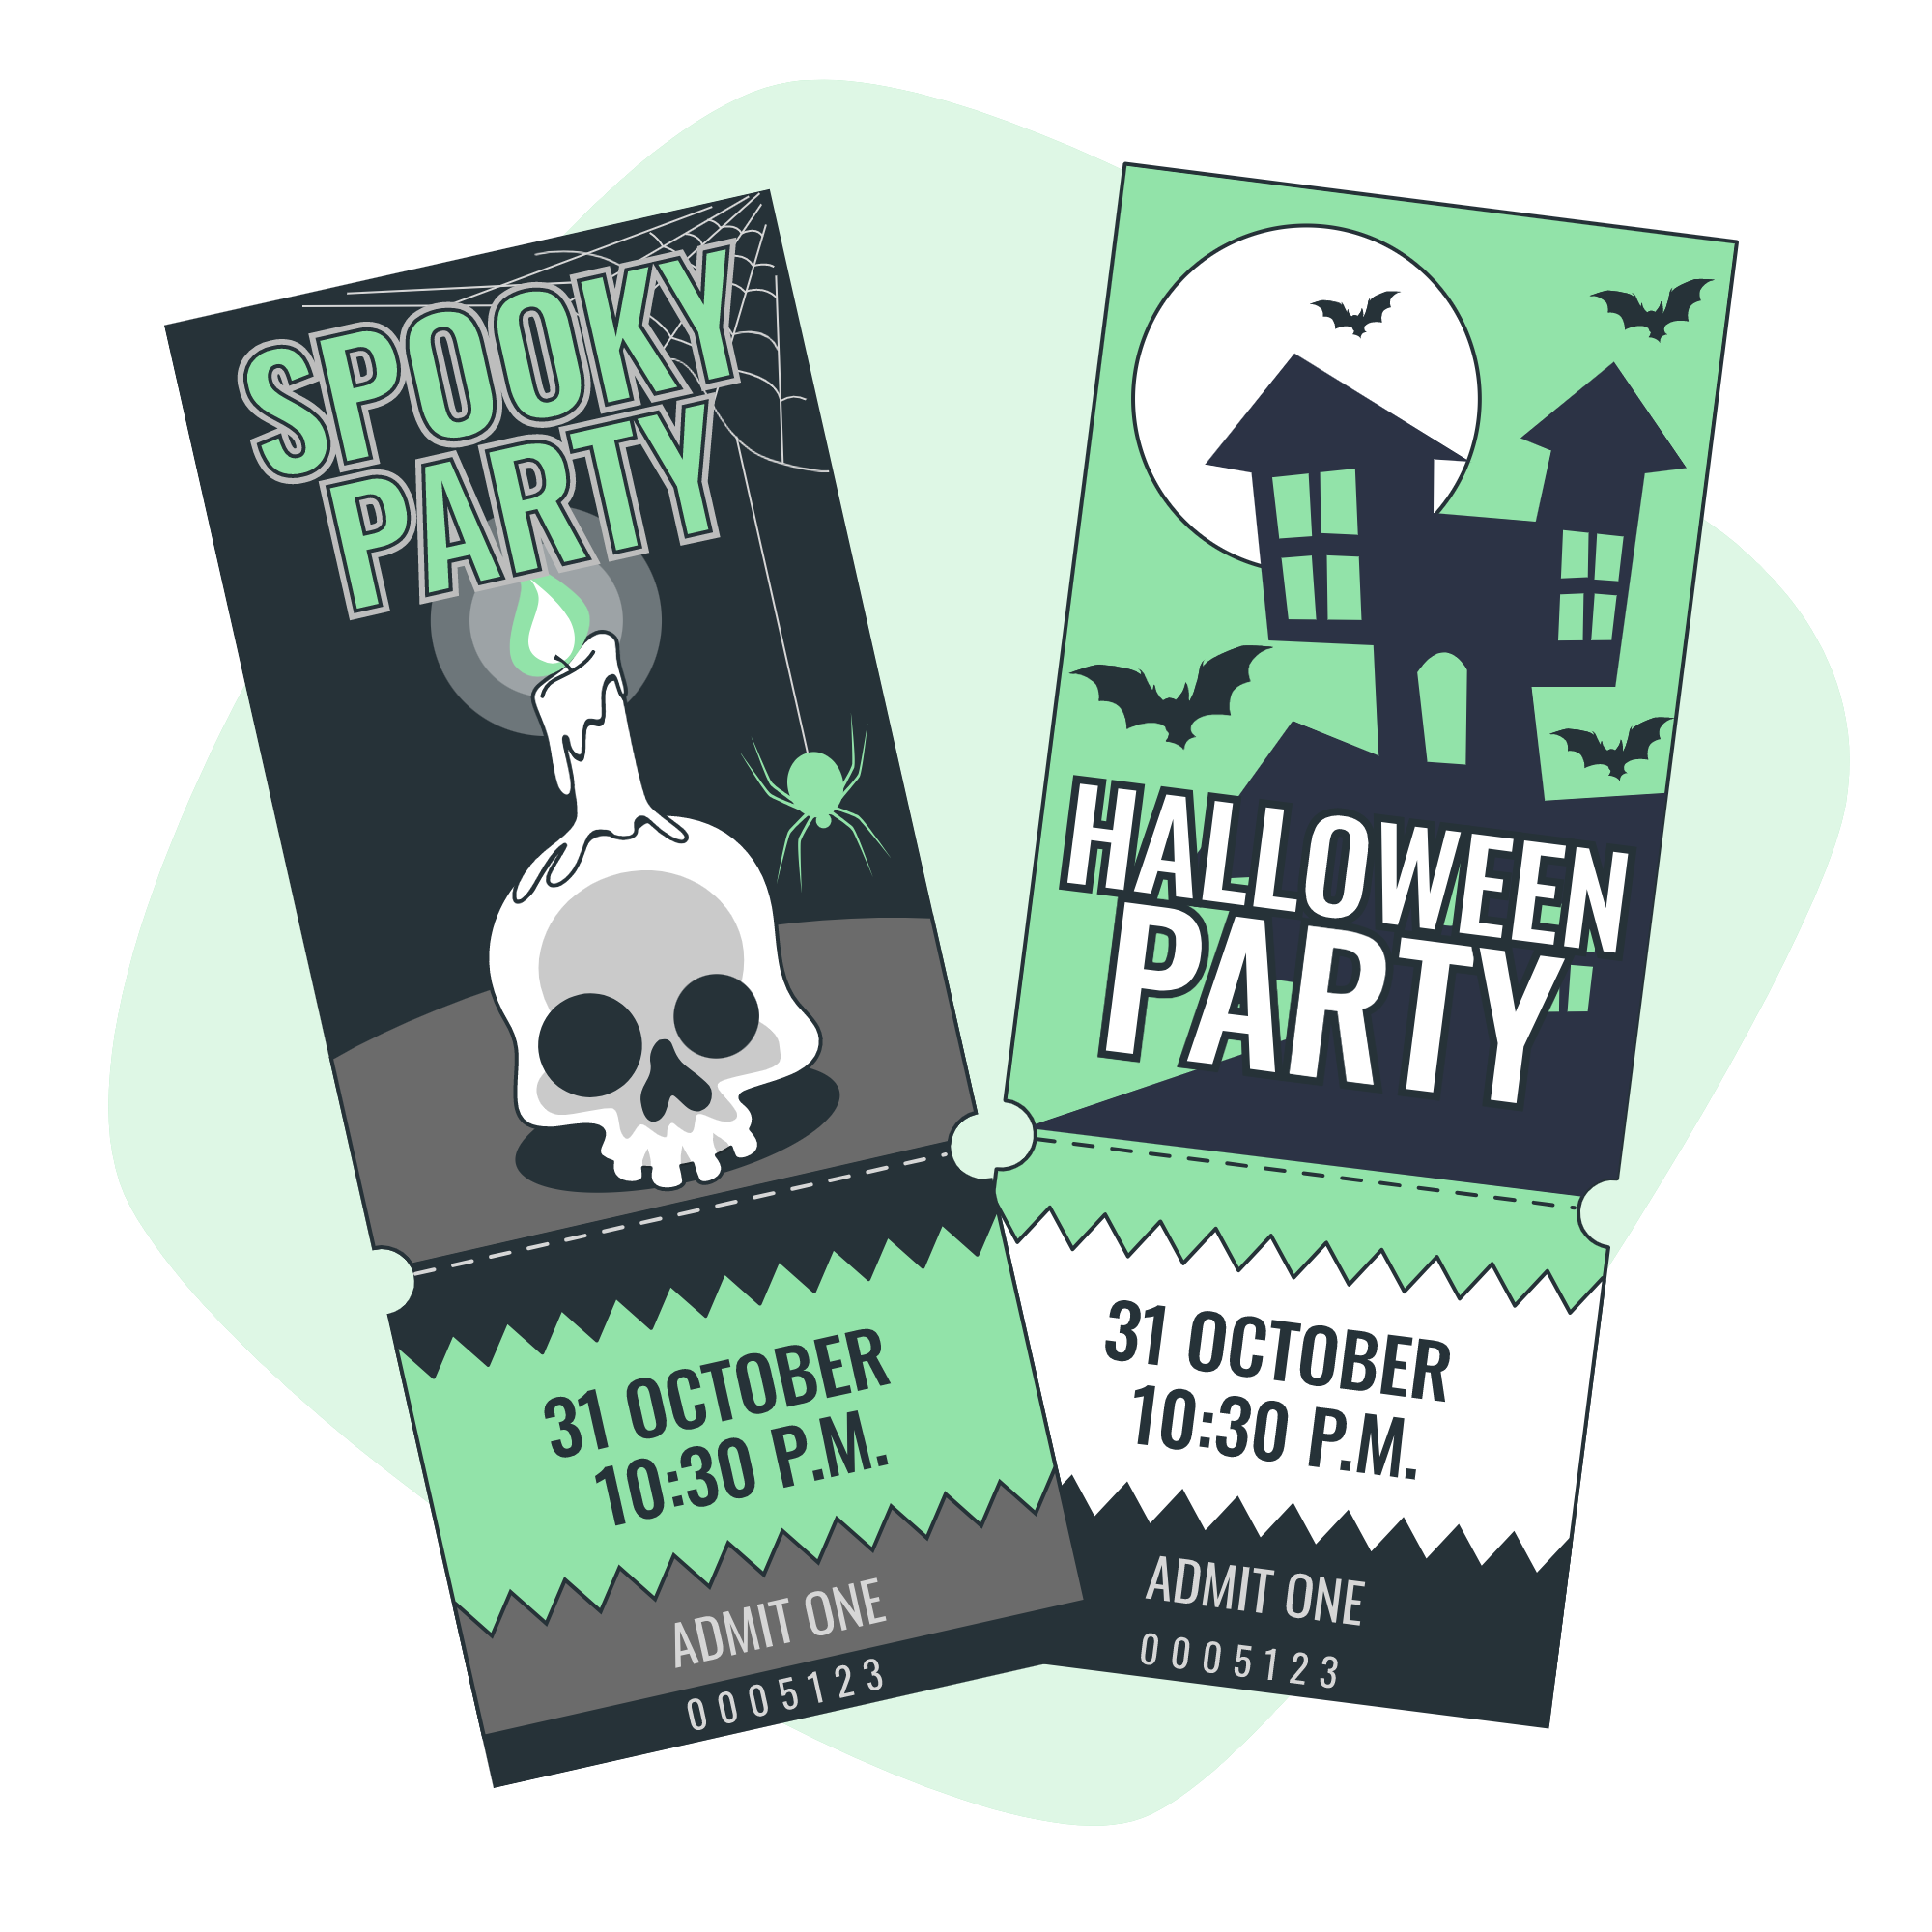 SPOOKY
PARTY
31 OCTOBER
10:30 P.M.
ADMIT ONE
0005123
HALLOWEEN
PARTY
31 OCTOBER
10:30 P.M.
ADMIT ONE
0005123